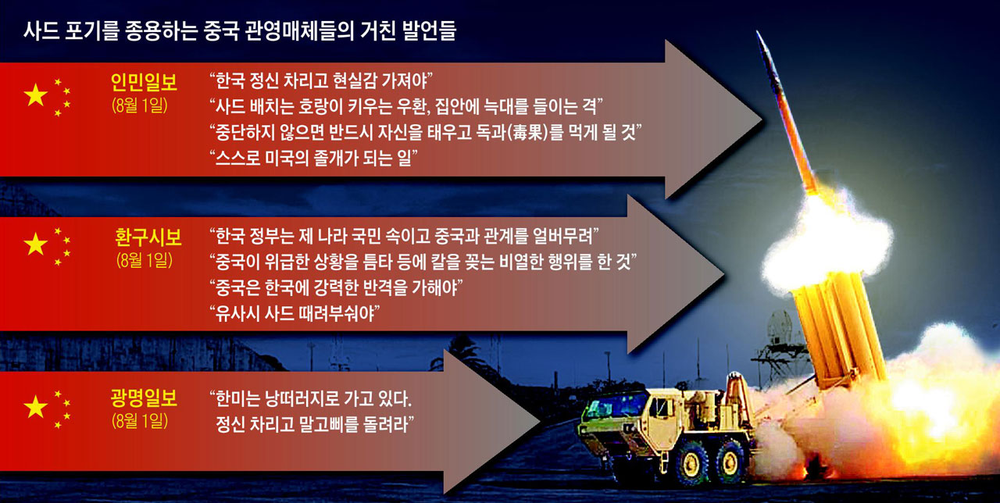 사드 포기를 종용하는 중국 관영매체들의 거친 발언들
인민일보
(8월 1일)
“한국 정신 차리고 현실감 가져야”
“사드 배치는 호랑이 키우는 우환, 집안에 늑대를 들이는 격”
“중단하지 않으면 반드시 자신을 태우고 독과(毒果)를 먹게 될 것”
“스스로 미국의 졸개가 되는 일”
환구시보
(8월 1일)
“한국 정부는 제 나라 국민 속이고 중국과 관계를 얼버무려”
“중국이 위급한 상황을 틈타 등에 칼을 꽂는 비열한 행위를 한 것”
“중국은 한국에 강력한 반격을 가해야”
“유사시 사드 때려부숴야”
광명일보
(8월 1일)
“한미는 낭떠러지로 가고 있다.
정신 차리고 말고삐를 돌려라”